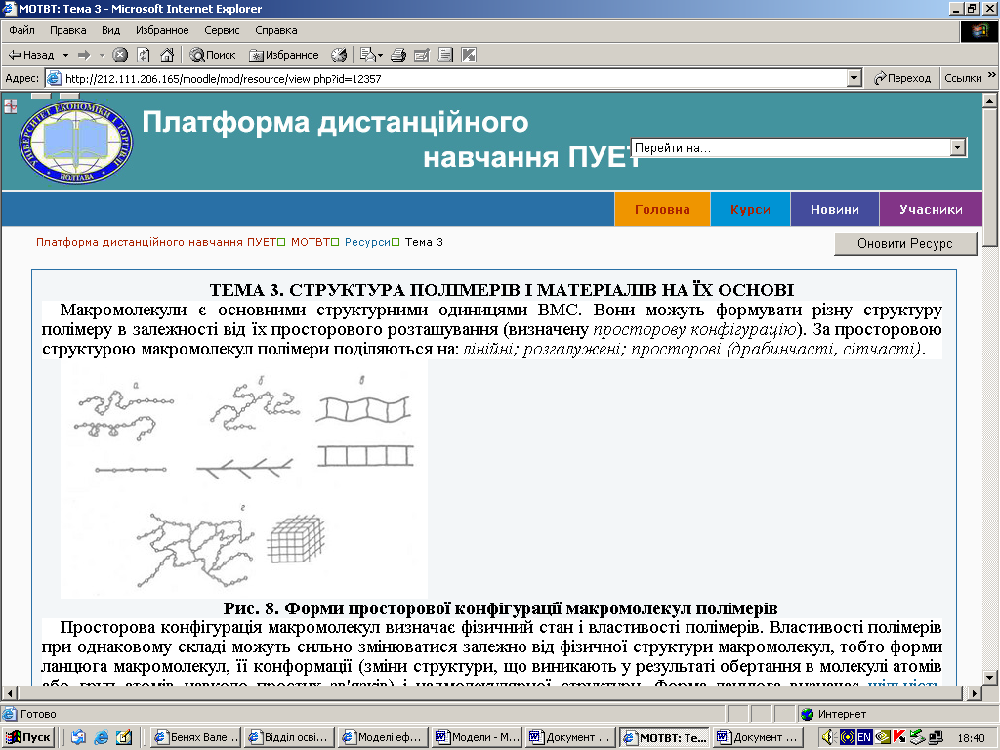 МОТВТ: Тема 3 - Microsoft Internet Explorer
Файл Правка Вид Избранное Сервис Справка
Назад Поиск Избранное
Адрес: http://212.111.206.165/moodle/mod/resource/view.php?id=12357 Переход Ссылки »
УНІВЕРСИТЕТ ЕКОНОМІКИ І ТОРГІВЛІ
ПОЛТАВА
Платформа дистанційного
навчання ПУЕТ
Перейти на...
Головна Курси Новини Учасники
Платформа дистанційного навчання ПУЕТ МОТВТ Ресурси Тема 3
Оновити Ресурс
ТЕМА 3. СТРУКТУРА ПОЛІМЕРІВ І МАТЕРІАЛІВ НА ЇХ ОСНОВІ
Макромолекули є основними структурними одиницями ВМС. Вони можуть формувати різну структуру
полімеру в залежності від їх просторового розташування (визначену просторову конфігурацію). За просторовою
структурою макромолекул полімери поділяються на: лінійні; розгалужені; просторові (драбинчасті, сітчасті).
а б в
г
Рис. 8. Форми просторової конфігурації макромолекул полімерів
Просторова конфігурація макромолекул визначає фізичний стан і властивості полімерів. Властивості полімерів
при однаковому складі можуть сильно змінюватися залежно від фізичної структури макромолекул, тобто форми
ланцюга макромолекул, її конформації (зміни структури, що виникають у результаті обертання в молекулі атомів
або груп атомів навколо простих зв'язків) і надмолекулярної структури. Форма ланцюга визначає щільність
Готово Интернет
Пуск Бенях Вале... Відділ осві... Моделі еф... Модели - М... Документ ... МОТВТ: Те... Документ ... EN 18:40